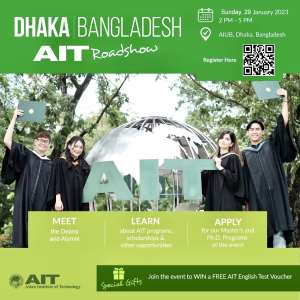 DHAKA | BANGLADESH
AIT Roadshow
Sunday, 29 January 2023
2 PM - 5 PM
AIUB, Dhaka, Bangladesh
Register Here
AIT
MEET
the Deans
and Alumni
LEARN
about AIT programs,
scholarships &
other opportunities
APPLY
for our Master's and
Ph.D. Programs
at the event
AIT
Asian Institute of Technology
Special Gifts
Join the event to WIN a FREE AIT English Test Voucher